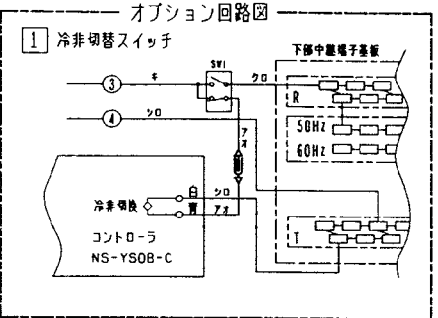 オプション回路図
1 冷非切替スイッチ
下部中継端子基板
SW1
3 キ クロ
R
4 シロ
アオ
50Hz
60Hz
冷非切換
白 シロ
青 アオ
コントローラ
NS-YS08-C
T